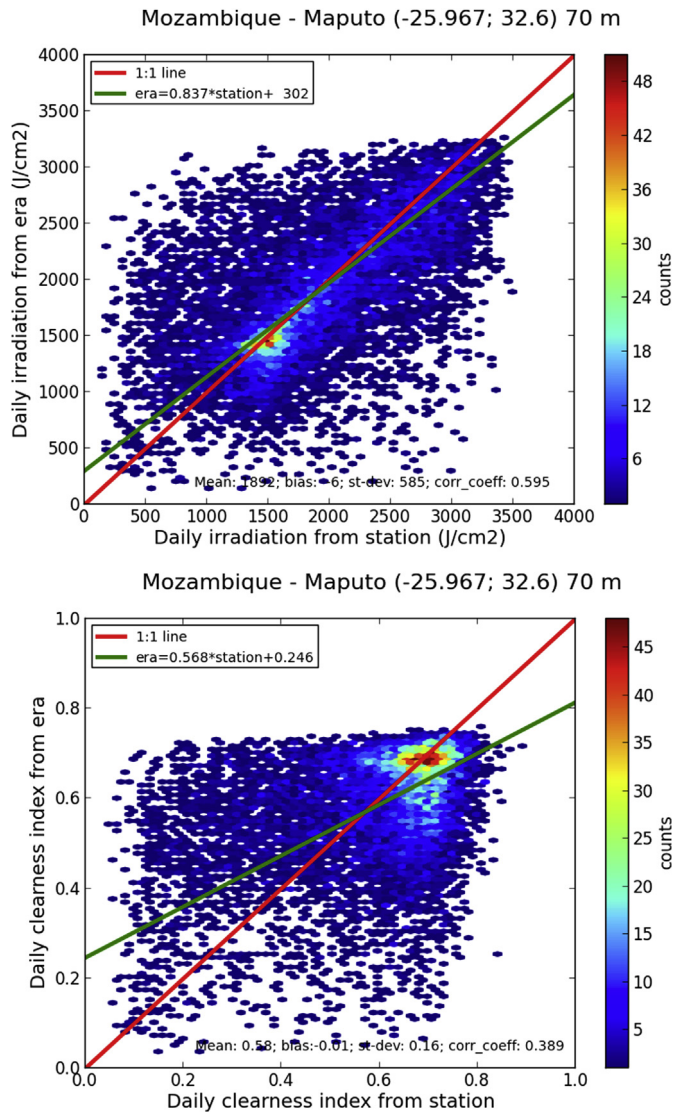 Mozambique - Maputo (-25.967; 32.6) 70 m
4000
3500
3000
2500
2000
1500
1000
500
0
Daily irradiation from era (J/cm2)
1:1 line
era=0.837*station+ 302
Mean: 1892; bias: -6; st-dev: 585; corr_coeff: 0.595
0 500 1000 1500 2000 2500 3000 3500 4000
Daily irradiation from station (J/cm2)
48
42
36
30
24
18
12
6
counts
Mozambique - Maputo (-25.967; 32.6) 70 m
1.0
0.8
0.6
0.4
0.2
0.0
Daily clearness index from era
1:1 line
era=0.568*station+0.246
Mean: 0.58; bias:-0.01; st-dev: 0.16; corr_coeff: 0.389
0.0 0.2 0.4 0.6 0.8 1.0
Daily clearness index from station
45
40
35
30
25
20
15
10
5
counts